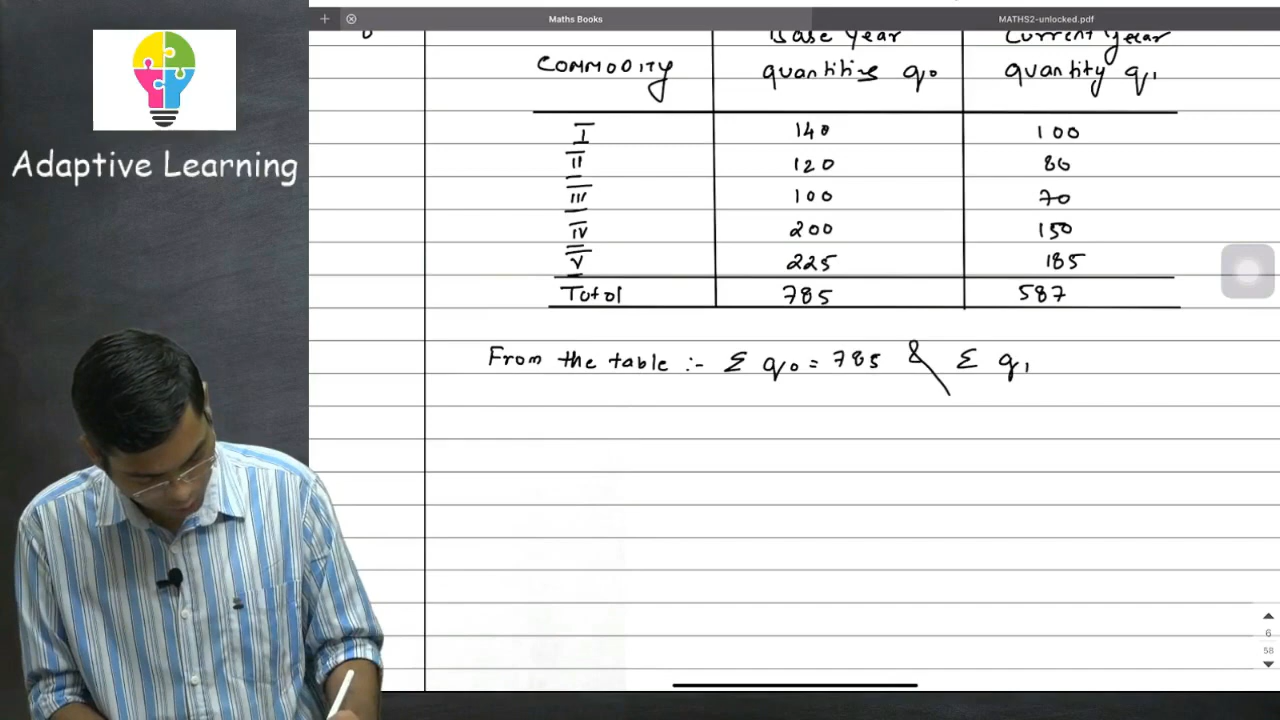 Maths Books
MATHS2-unlocked.pdf
Base Year
Current Year
COMMODITY
quantities q0
quantity q1
I 140 100
II 120 80
III 100 70
IV 200 150
V 225 185
Total 785 587
From the table :- Σ q0 = 785 & Σ q1
Adaptive Learning
6
58